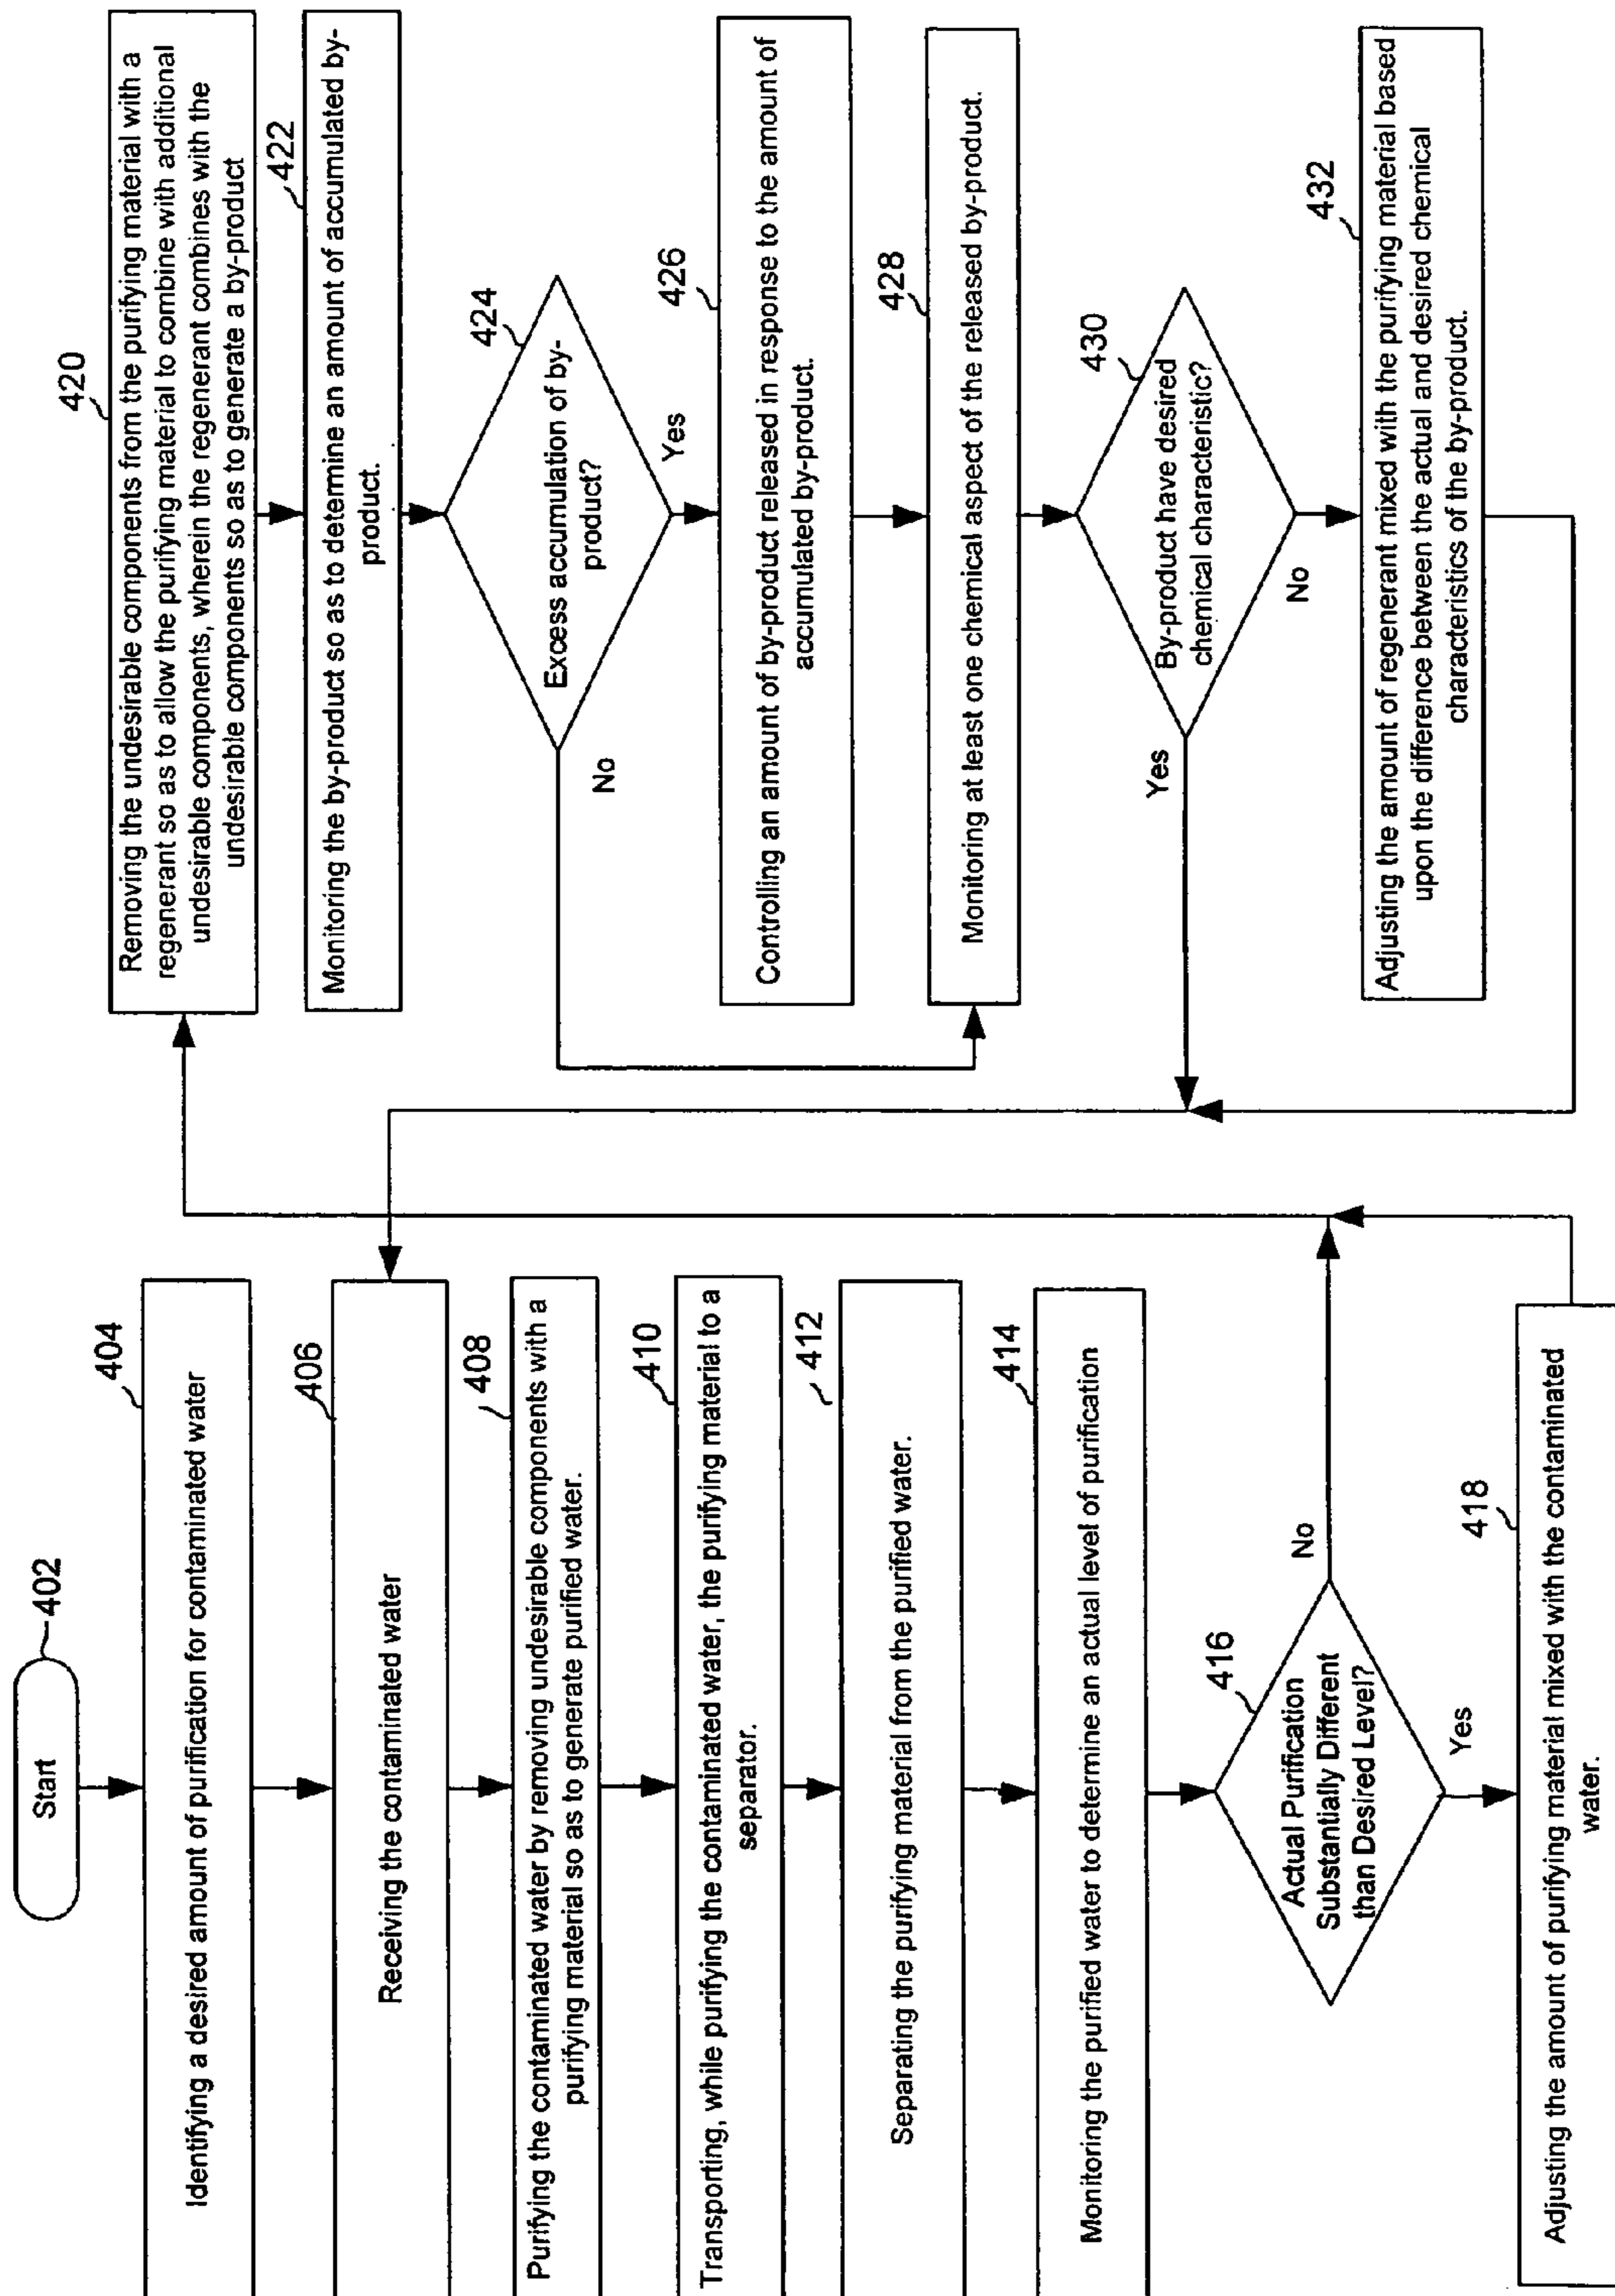 Start
402
404
Identifying a desired amount of purification for contaminated water
406
Receiving the contaminated water
408
Purifying the contaminated water by removing undesirable components with a
purifying material so as to generate purified water.
410
Transporting, while purifying the contaminated water, the purifying material to a
separator.
412
Separating the purifying material from the purified water.
414
Monitoring the purified water to determine an actual level of purification
416
Actual Purification
Substantially Different
than Desired Level?
No
Yes
418
Adjusting the amount of purifying material mixed with the contaminated
water.
420
Removing the undesirable components from the purifying material with a
regenerant so as to allow the purifying material to combine with additional
undesirable components, wherein the regenerant combines with the
undesirable components so as to generate a by-product
422
Monitoring the by-product so as to determine an amount of accumulated by-
product.
424
Excess accumulation of by-
product?
No
Yes
426
Controlling an amount of by-product released in response to the amount of
accumulated by-product.
428
Monitoring at least one chemical aspect of the released by-product.
430
By-product have desired
chemical characteristic?
Yes
No
432
Adjusting the amount of regenerant mixed with the purifying material based
upon the difference between the actual and desired chemical
characteristics of the by-product.